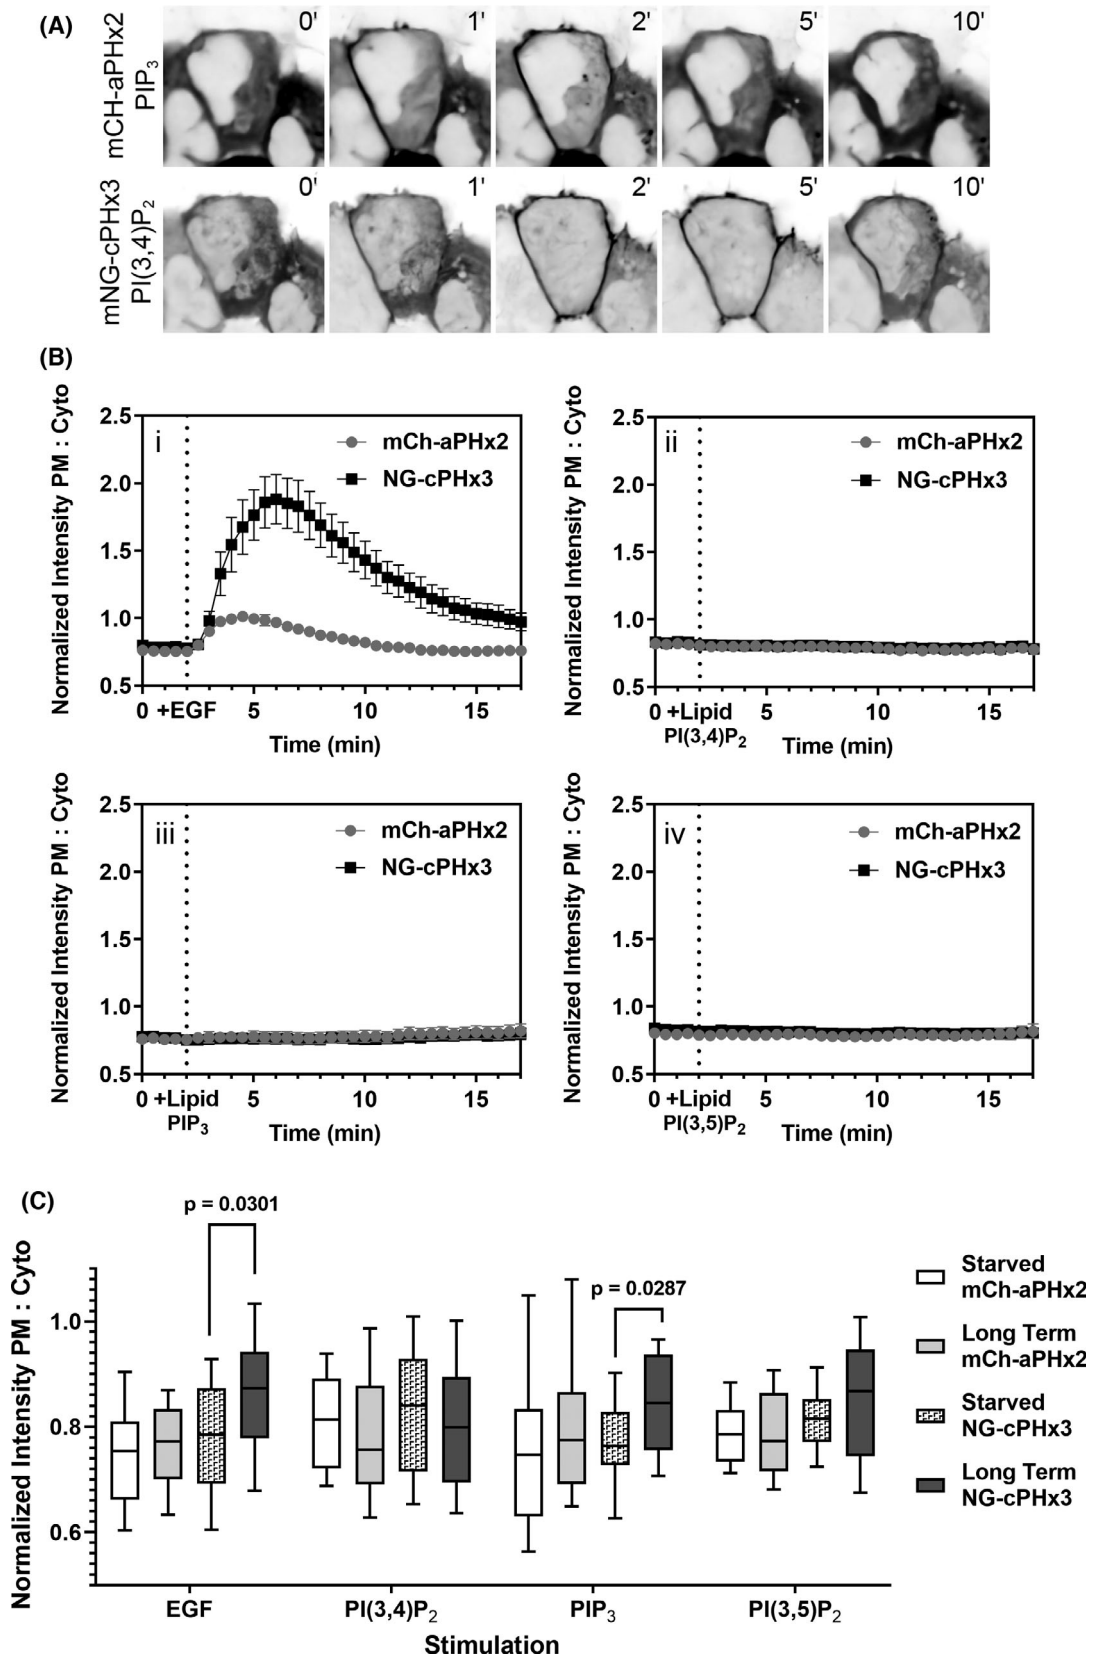 (A)
mCH-aPHx2
PIP3
0'
1'
2'
5'
10'
mNG-cPHx3
PI(3,4)P2
0'
1'
2'
5'
10'
(B)
Normalized Intensity PM : Cyto
2.5
2.0
1.5
1.0
0.5
i
mCh-aPHx2
NG-cPHx3
0 +EGF 5 10 15
Time (min)
Normalized Intensity PM : Cyto
2.5
2.0
1.5
1.0
0.5
ii
mCh-aPHx2
NG-cPHx3
0 +Lipid 5 10 15
PI(3,4)P2
Time (min)
Normalized Intensity PM : Cyto
2.5
2.0
1.5
1.0
0.5
iii
mCh-aPHx2
NG-cPHx3
0 +Lipid 5 10 15
PIP3
Time (min)
Normalized Intensity PM : Cyto
2.5
2.0
1.5
1.0
0.5
iv
mCh-aPHx2
NG-cPHx3
0 +Lipid 5 10 15
PI(3,5)P2
Time (min)
(C)
Normalized Intensity PM : Cyto
1.0
0.8
0.6
p = 0.0301
p = 0.0287
EGF
PI(3,4)P2
PIP3
PI(3,5)P2
Stimulation
Starved
mCh-aPHx2
Long Term
mCh-aPHx2
Starved
NG-cPHx3
Long Term
NG-cPHx3